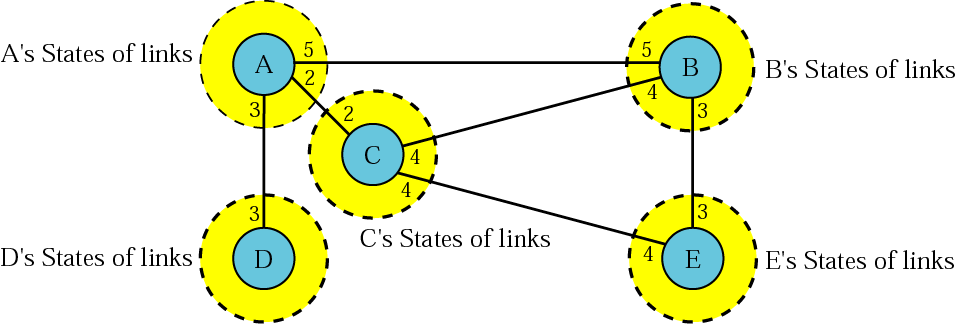 A's States of links
A
5
2
3
5
B
4
3
B's States of links
2
C
4
4
C's States of links
D's States of links
3
D
3
4
E
E's States of links